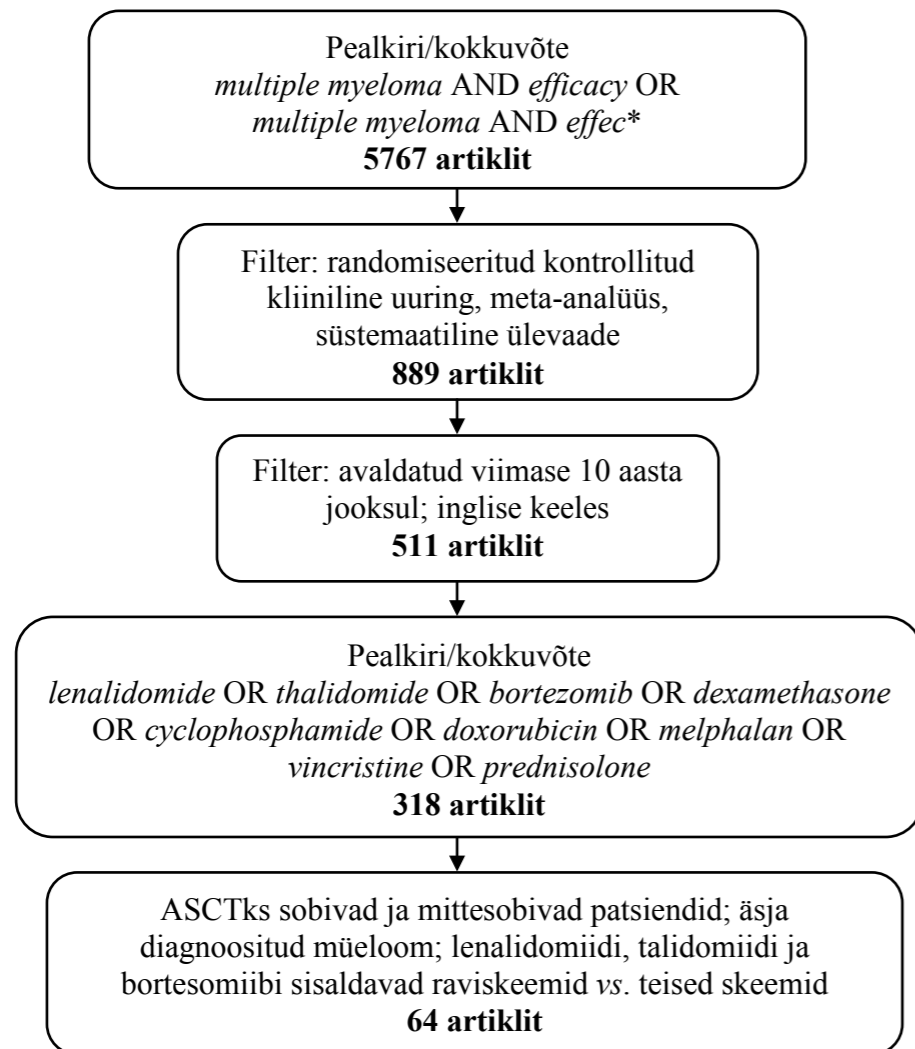 Pealkiri/kokkuvõte
multiple myeloma AND efficacy OR
multiple myeloma AND effec*
5767 artiklit
Filter: randomiseeritud kontrollitud
kliiniline uuring, meta-analüüs,
süstemaatiline ülevaade
889 artiklit
Filter: avaldatud viimase 10 aasta
jooksul; inglise keeles
511 artiklit
Pealkiri/kokkuvõte
lenalidomide OR thalidomide OR bortezomib OR dexamethasone
OR cyclophosphamide OR doxorubicin OR melphalan OR
vincristine OR prednisolone
318 artiklit
ASCTks sobivad ja mittesobivad patsiendid; äsja
diagnoositud müeloom; lenalidomiidi, talidomiidi ja
bortesomiibi sisaldavad raviskeemid vs. teised skeemid
64 artiklit